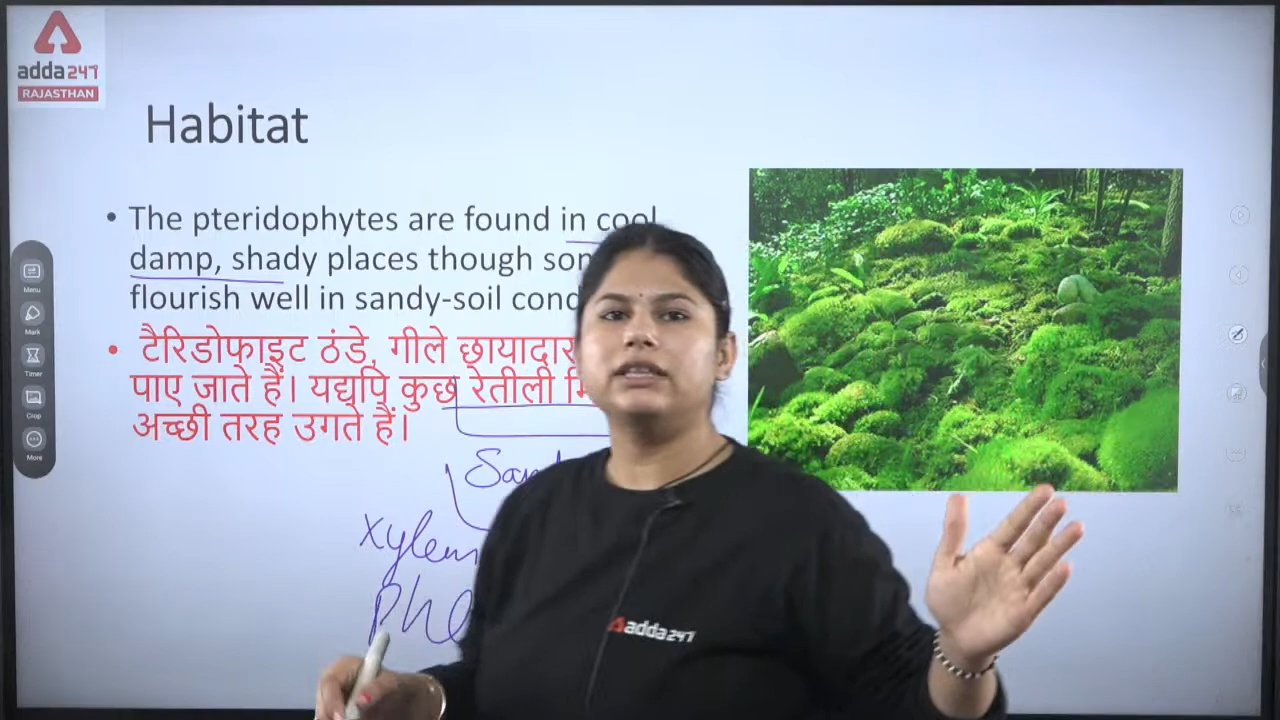 adda247
RAJASTHAN
Habitat
• The pteridophytes are found in cool
damp, shady places though
flourish well in sandy-soil
• टैरिडोफाइट ठंडे, गीले छायादार
पाए जाते हैं। यद्यपि कुछ रेतीली
अच्छी तरह उगते हैं।
xylem
adda247
Menu
Mark
Timer
Crop
More